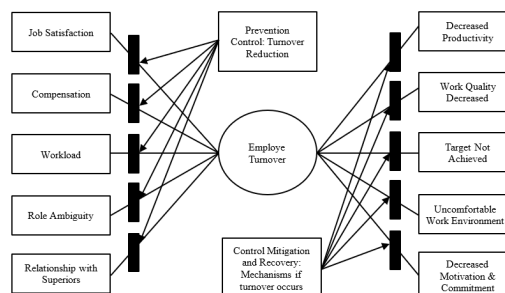 Job Satisfaction
Compensation
Workload
Role Ambiguity
Relationship with
Superiors
Prevention
Control: Turnover
Reduction
Employe
Turnover
Control Mitigation
and Recovery:
Mechanisms if
turnover occurs
Decreased
Productivity
Work Quality
Decreased
Target Not
Achieved
Uncomfortable
Work Environment
Decreased
Motivation &
Commitment